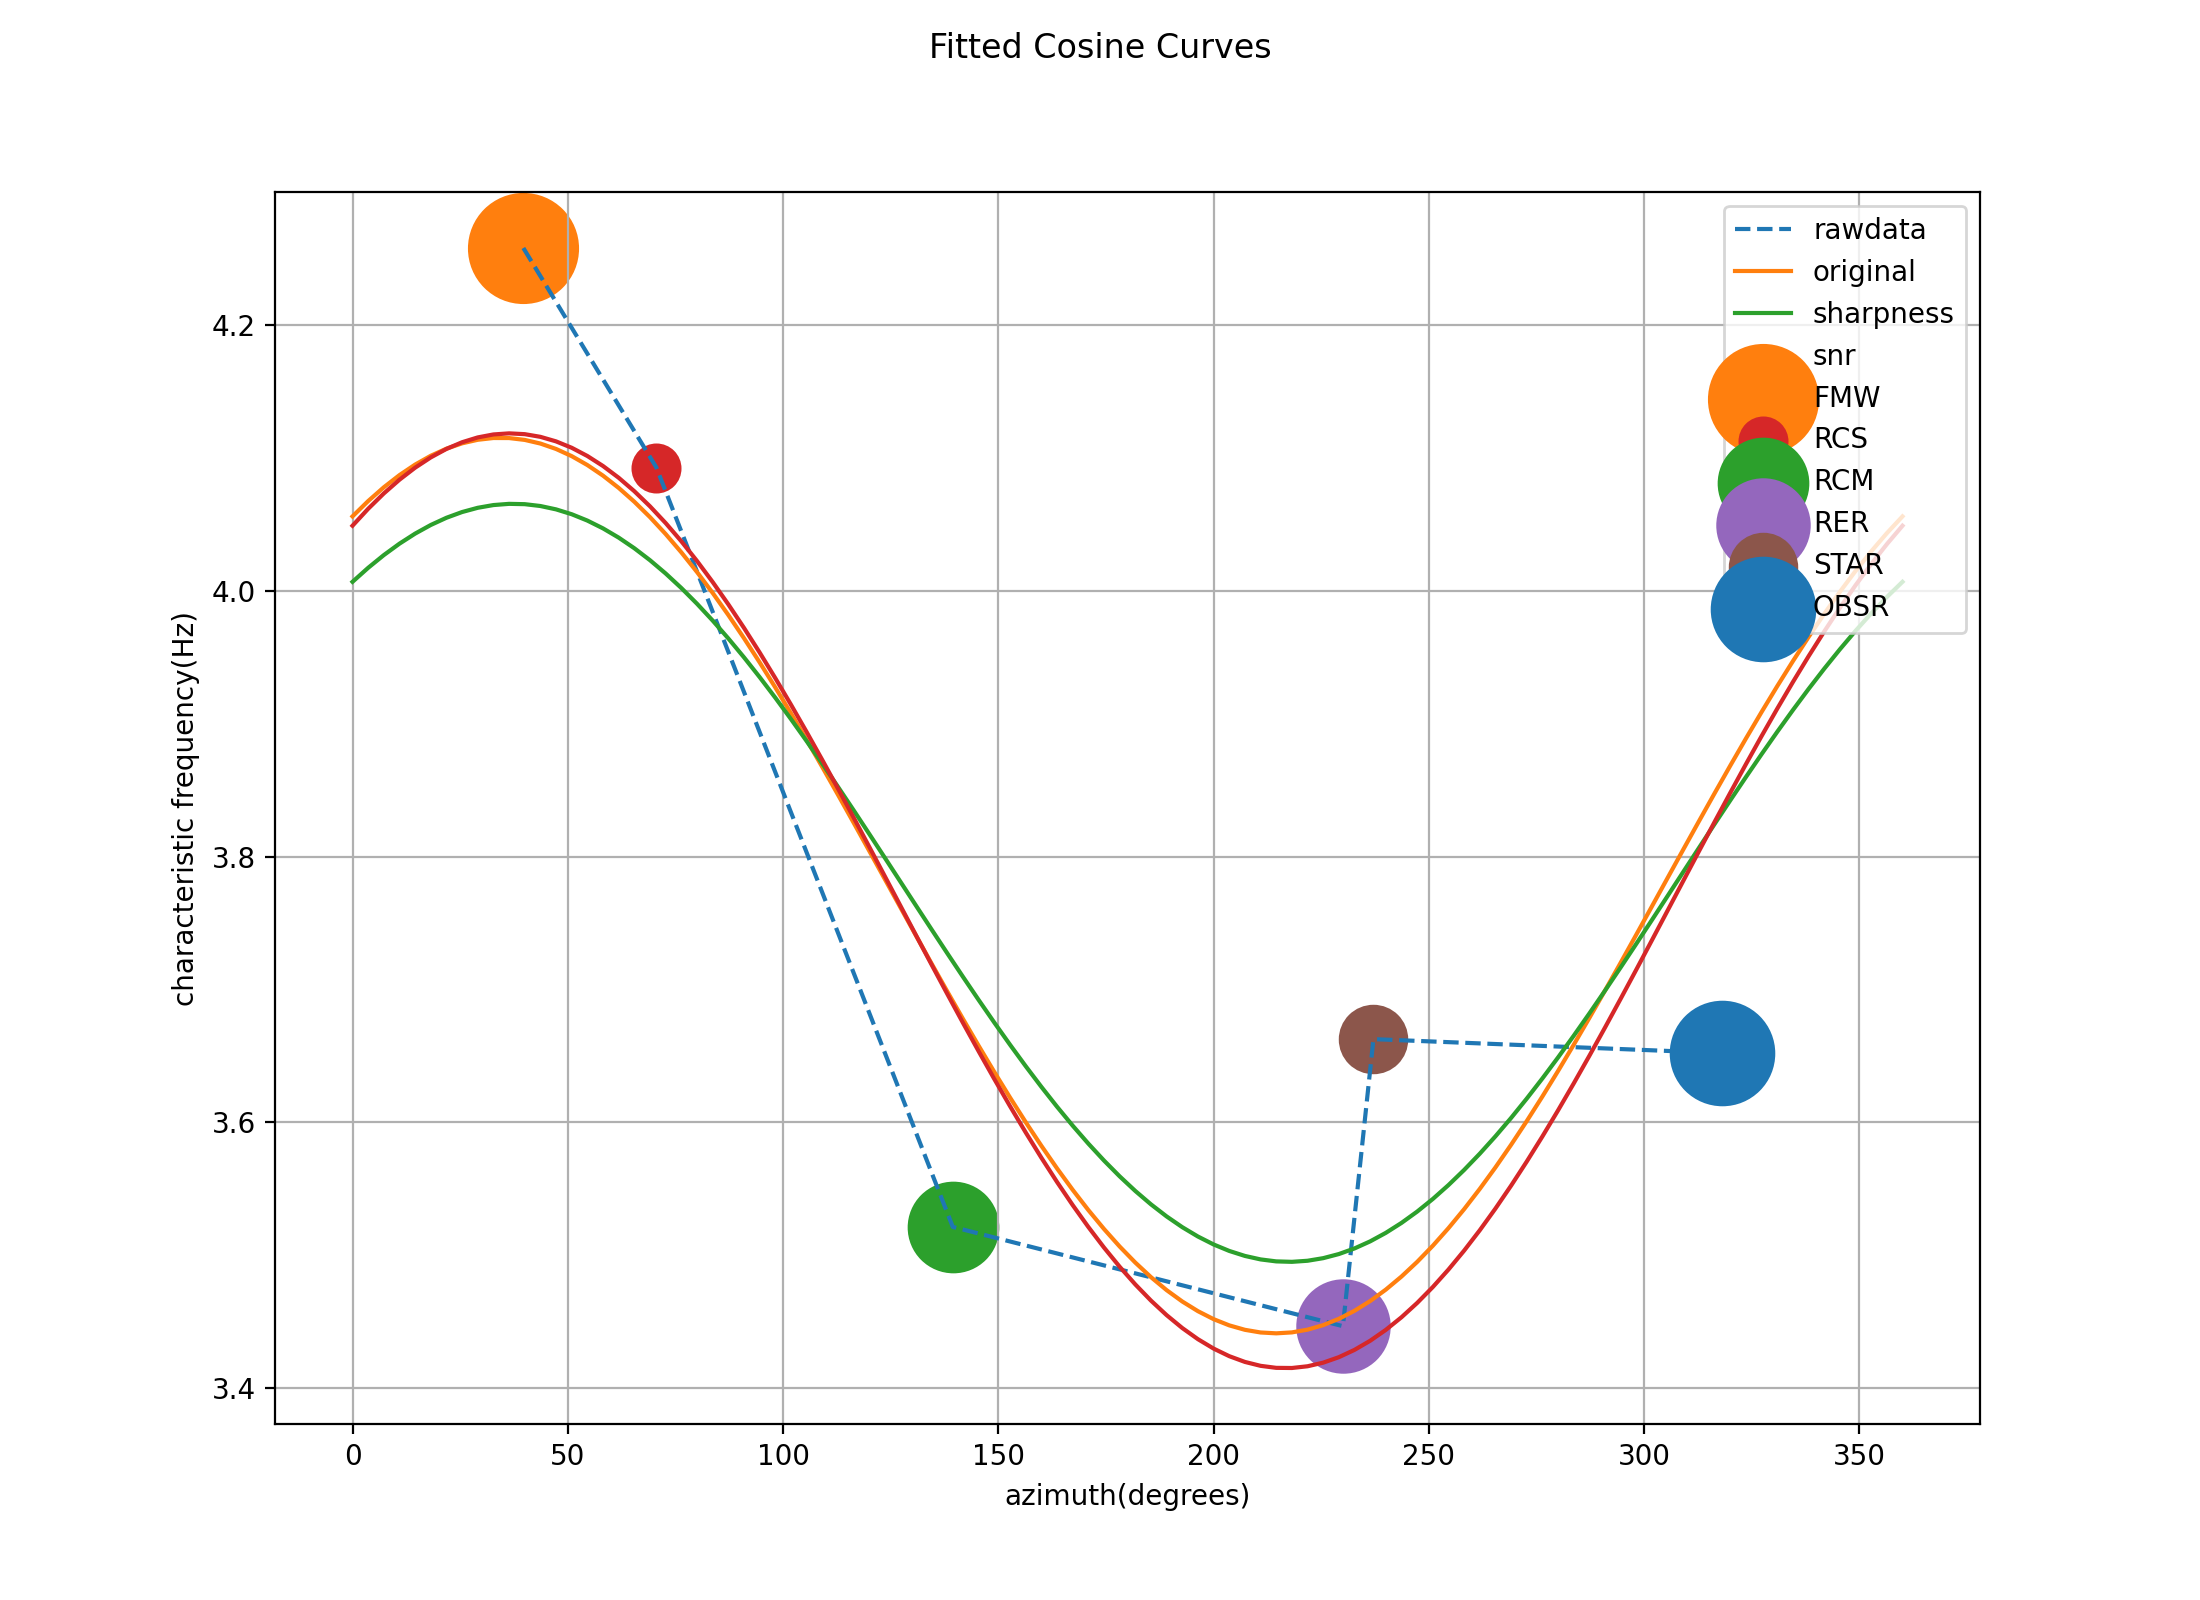 Fitted Cosine Curves
rawdata
original
sharpness
snr
FMW
RCS
RCM
RER
STAR
OBSR
characteristic frequency(Hz)
4.2
4.0
3.8
3.6
3.4
0 50 100 150 200 250 300 350
azimuth(degrees)